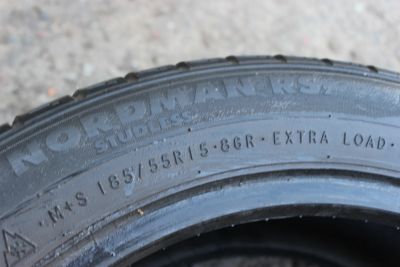 NORDMAN RS
STUDLESS
· M+S 185/55R15 · 86R · EXTRA LOAD ·